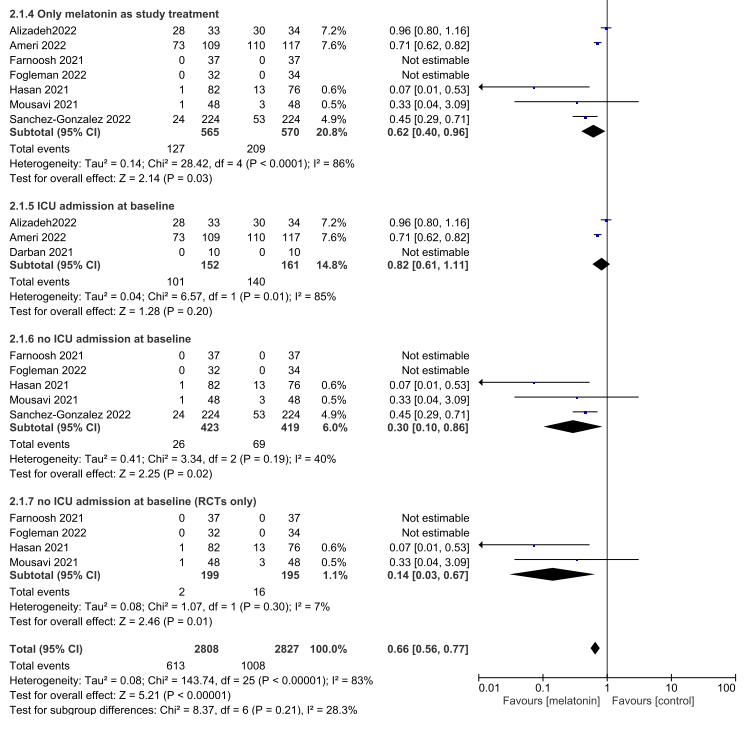 2.1.4 Only melatonin as study treatment
Alizadeh2022 28 33 30 34 7.2% 0.96 [0.80, 1.16]
Ameri 2022 73 109 110 117 7.6% 0.71 [0.62, 0.82]
Farnoosh 2021 0 37 0 37 Not estimable
Fogleman 2022 0 32 0 34 Not estimable
Hasan 2021 1 82 13 76 0.6% 0.07 [0.01, 0.53]
Mousavi 2021 1 48 3 48 0.5% 0.33 [0.04, 3.09]
Sanchez-Gonzalez 2022 24 224 53 224 4.9% 0.45 [0.29, 0.71]
Subtotal (95% CI) 565 570 20.8% 0.62 [0.40, 0.96]
Total events 127 209
Heterogeneity: Tau² = 0.14; Chi² = 28.42, df = 4 (P < 0.0001); I² = 86%
Test for overall effect: Z = 2.14 (P = 0.03)
2.1.5 ICU admission at baseline
Alizadeh2022 28 33 30 34 7.2% 0.96 [0.80, 1.16]
Ameri 2022 73 109 110 117 7.6% 0.71 [0.62, 0.82]
Darban 2021 0 10 0 10 Not estimable
Subtotal (95% CI) 152 161 14.8% 0.82 [0.61, 1.11]
Total events 101 140
Heterogeneity: Tau² = 0.04; Chi² = 6.57, df = 1 (P = 0.01); I² = 85%
Test for overall effect: Z = 1.28 (P = 0.20)
2.1.6 no ICU admission at baseline
Farnoosh 2021 0 37 0 37 Not estimable
Fogleman 2022 0 32 0 34 Not estimable
Hasan 2021 1 82 13 76 0.6% 0.07 [0.01, 0.53]
Mousavi 2021 1 48 3 48 0.5% 0.33 [0.04, 3.09]
Sanchez-Gonzalez 2022 24 224 53 224 4.9% 0.45 [0.29, 0.71]
Subtotal (95% CI) 423 419 6.0% 0.30 [0.10, 0.86]
Total events 26 69
Heterogeneity: Tau² = 0.41; Chi² = 3.34, df = 2 (P = 0.19); I² = 40%
Test for overall effect: Z = 2.25 (P = 0.02)
2.1.7 no ICU admission at baseline (RCTs only)
Farnoosh 2021 0 37 0 37 Not estimable
Fogleman 2022 0 32 0 34 Not estimable
Hasan 2021 1 82 13 76 0.6% 0.07 [0.01, 0.53]
Mousavi 2021 1 48 3 48 0.5% 0.33 [0.04, 3.09]
Subtotal (95% CI) 199 195 1.1% 0.14 [0.03, 0.67]
Total events 2 16
Heterogeneity: Tau² = 0.08; Chi² = 1.07, df = 1 (P = 0.30); I² = 7%
Test for overall effect: Z = 2.46 (P = 0.01)
Total (95% CI) 2808 2827 100.0% 0.66 [0.56, 0.77]
Total events 613 1008
Heterogeneity: Tau² = 0.08; Chi² = 143.74, df = 25 (P < 0.00001); I² = 83%
Test for overall effect: Z = 5.21 (P < 0.00001)
Test for subgroup differences: Chi² = 8.37, df = 6 (P = 0.21), I² = 28.3%
0.01 0.1 1 10 100
Favours [melatonin] Favours [control]